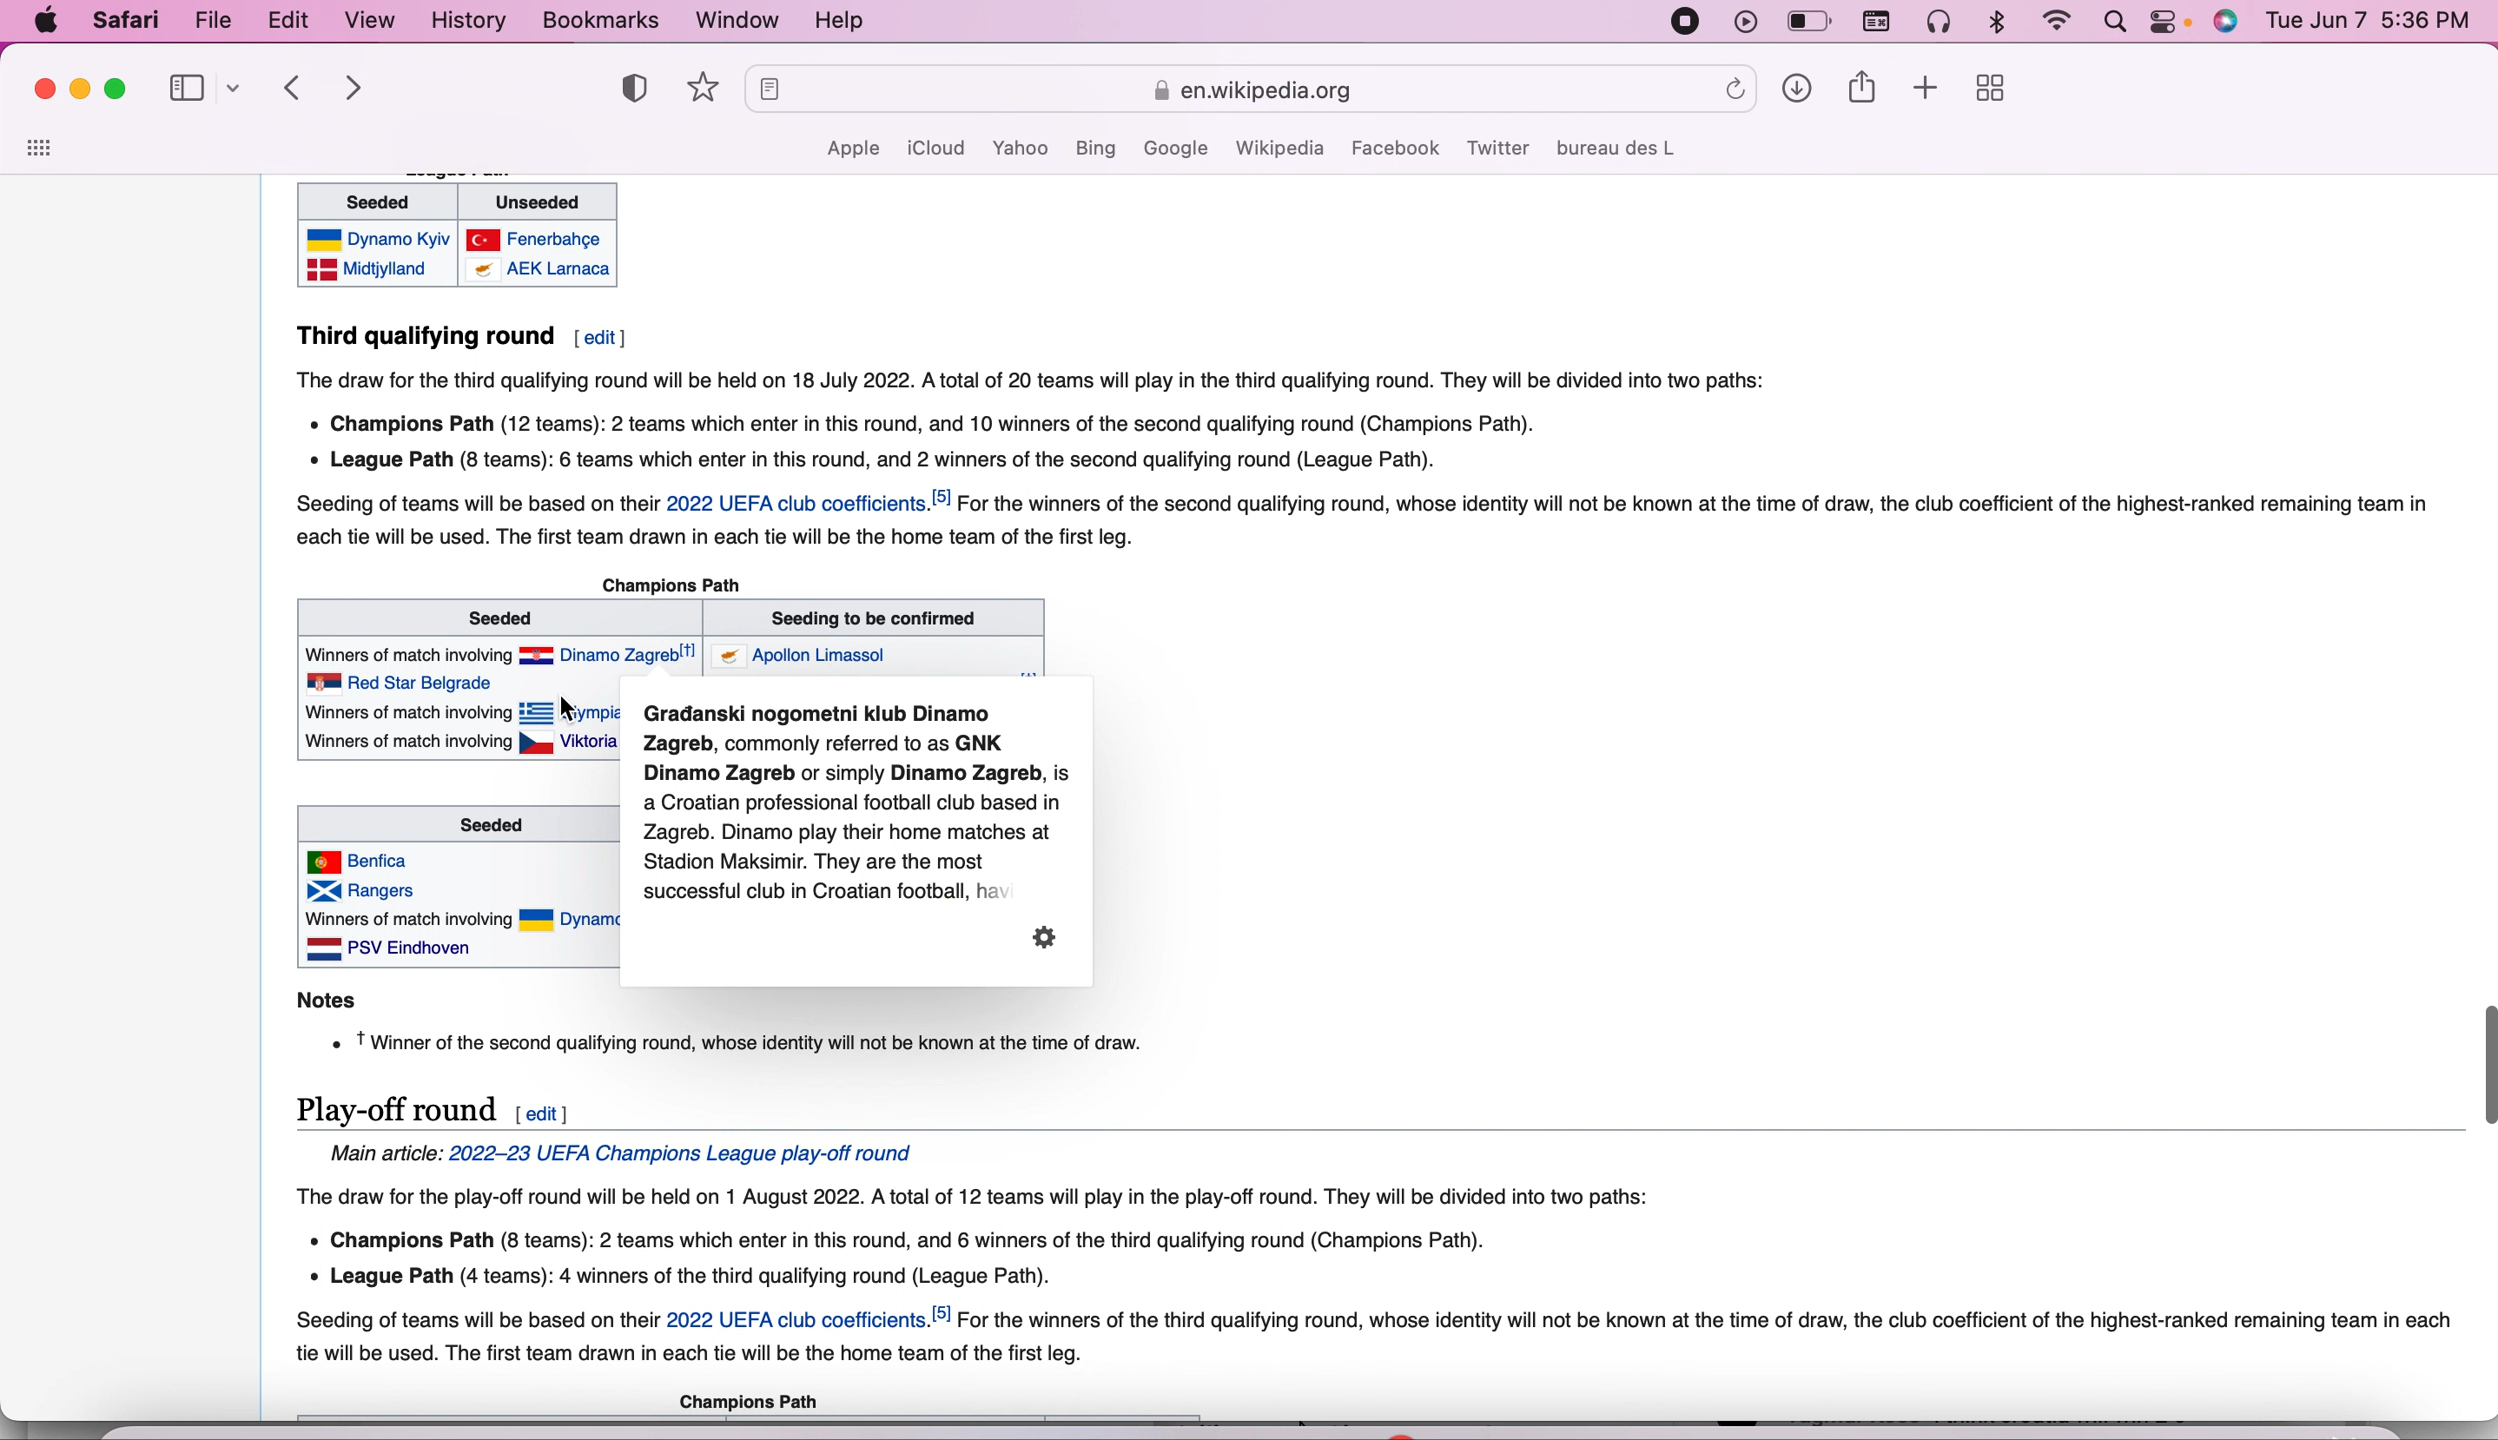 Safari File Edit View History Bookmarks Window Help Tue Jun 7 5:36 PM
en.wikipedia.org
Apple iCloud Yahoo Bing Google Wikipedia Facebook Twitter bureau des L
Seeded Unseeded
Dynamo Kyiv Fenerbahçe
Midtjylland AEK Larnaca
Third qualifying round [ edit ]
The draw for the third qualifying round will be held on 18 July 2022. A total of 20 teams will play in the third qualifying round. They will be divided into two paths:
• Champions Path (12 teams): 2 teams which enter in this round, and 10 winners of the second qualifying round (Champions Path).
• League Path (8 teams): 6 teams which enter in this round, and 2 winners of the second qualifying round (League Path).
Seeding of teams will be based on their 2022 UEFA club coefficients.[5] For the winners of the second qualifying round, whose identity will not be known at the time of draw, the club coefficient of the highest-ranked remaining team in
each tie will be used. The first team drawn in each tie will be the home team of the first leg.
Champions Path
Seeded Seeding to be confirmed
Winners of match involving Dinamo Zagreb[†] Apollon Limassol
Red Star Belgrade
Winners of match involving
Winners of match involving Viktoria
Građanski nogometni klub Dinamo
Zagreb, commonly referred to as GNK
Dinamo Zagreb or simply Dinamo Zagreb, is
a Croatian professional football club based in
Zagreb. Dinamo play their home matches at
Stadion Maksimir. They are the most
successful club in Croatian football, havi
Seeded
Benfica
Rangers
Winners of match involving Dynamo
PSV Eindhoven
Notes
• † Winner of the second qualifying round, whose identity will not be known at the time of draw.
Play-off round [ edit ]
Main article: 2022–23 UEFA Champions League play-off round
The draw for the play-off round will be held on 1 August 2022. A total of 12 teams will play in the play-off round. They will be divided into two paths:
• Champions Path (8 teams): 2 teams which enter in this round, and 6 winners of the third qualifying round (Champions Path).
• League Path (4 teams): 4 winners of the third qualifying round (League Path).
Seeding of teams will be based on their 2022 UEFA club coefficients.[5] For the winners of the third qualifying round, whose identity will not be known at the time of draw, the club coefficient of the highest-ranked remaining team in each
tie will be used. The first team drawn in each tie will be the home team of the first leg.
Champions Path